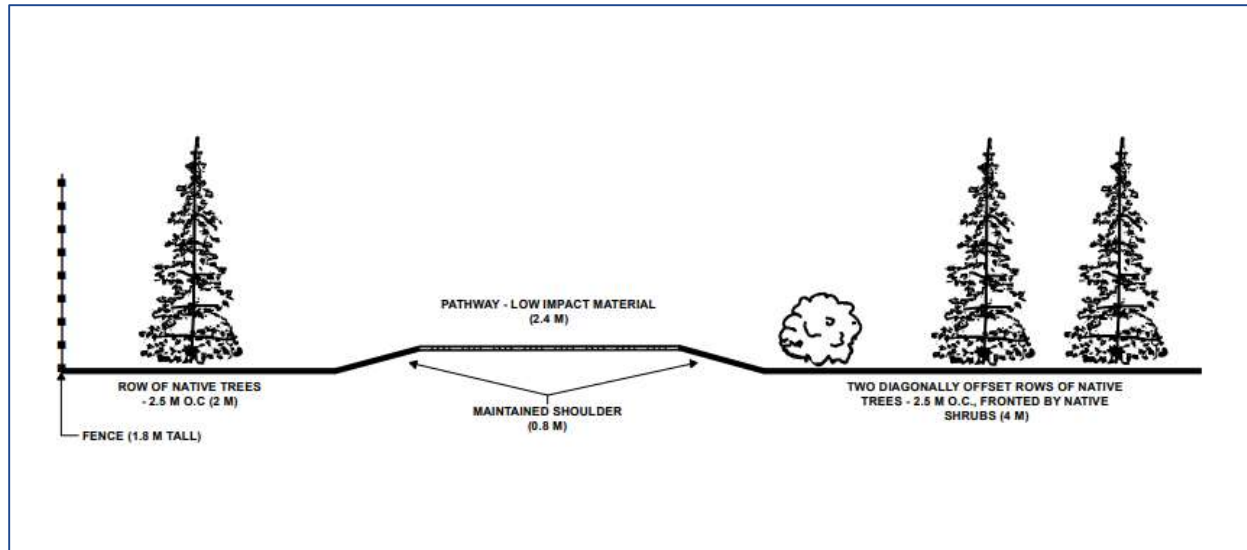 PATHWAY - LOW IMPACT MATERIAL
(2.4 M)
ROW OF NATIVE TREES
- 2.5 M O.C (2 M)
TWO DIAGONALLY OFFSET ROWS OF NATIVE
TREES - 2.5 M O.C., FRONTED BY NATIVE
SHRUBS (4 M)
MAINTAINED SHOULDER
(0.8 M)
FENCE (1.8 M TALL)